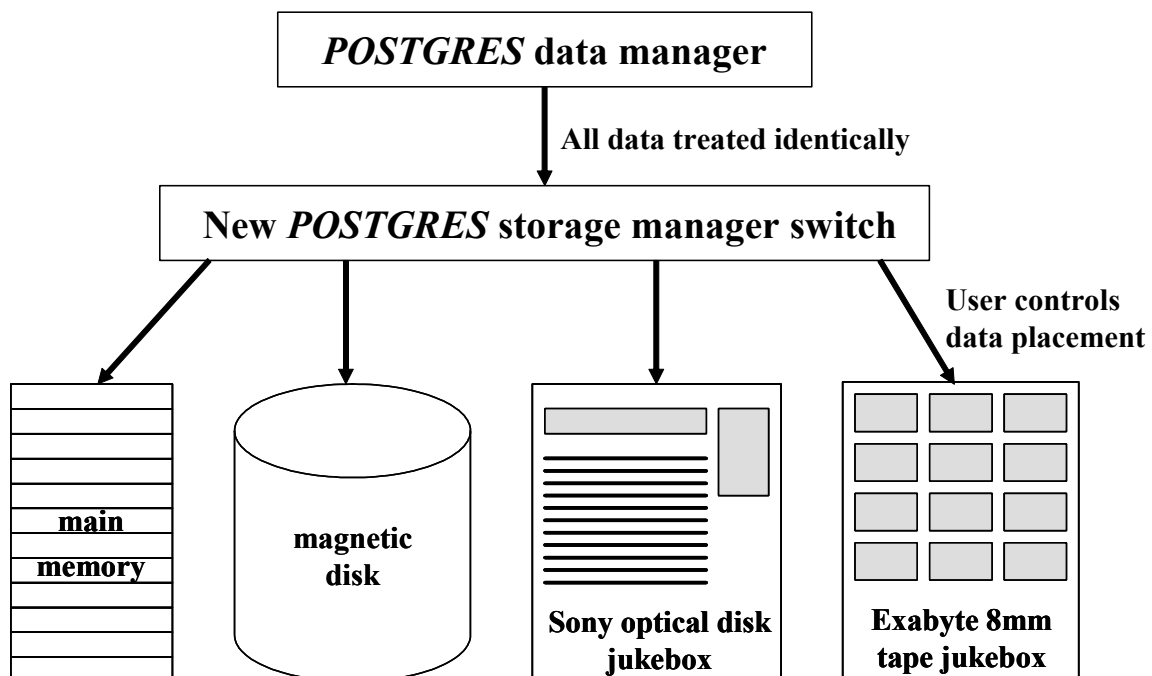 POSTGRES data manager
All data treated identically
New POSTGRES storage manager switch
User controls
data placement
main
memory
magnetic
disk
Sony optical disk
jukebox
Exabyte 8mm
tape jukebox